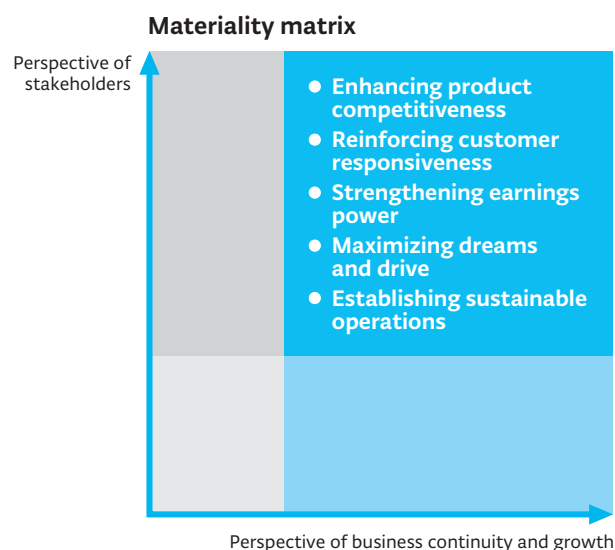 Materiality matrix
Perspective of
stakeholders
● Enhancing product
competitiveness
● Reinforcing customer
responsiveness
● Strengthening earnings
power
● Maximizing dreams
and drive
● Establishing sustainable
operations
Perspective of business continuity and growth